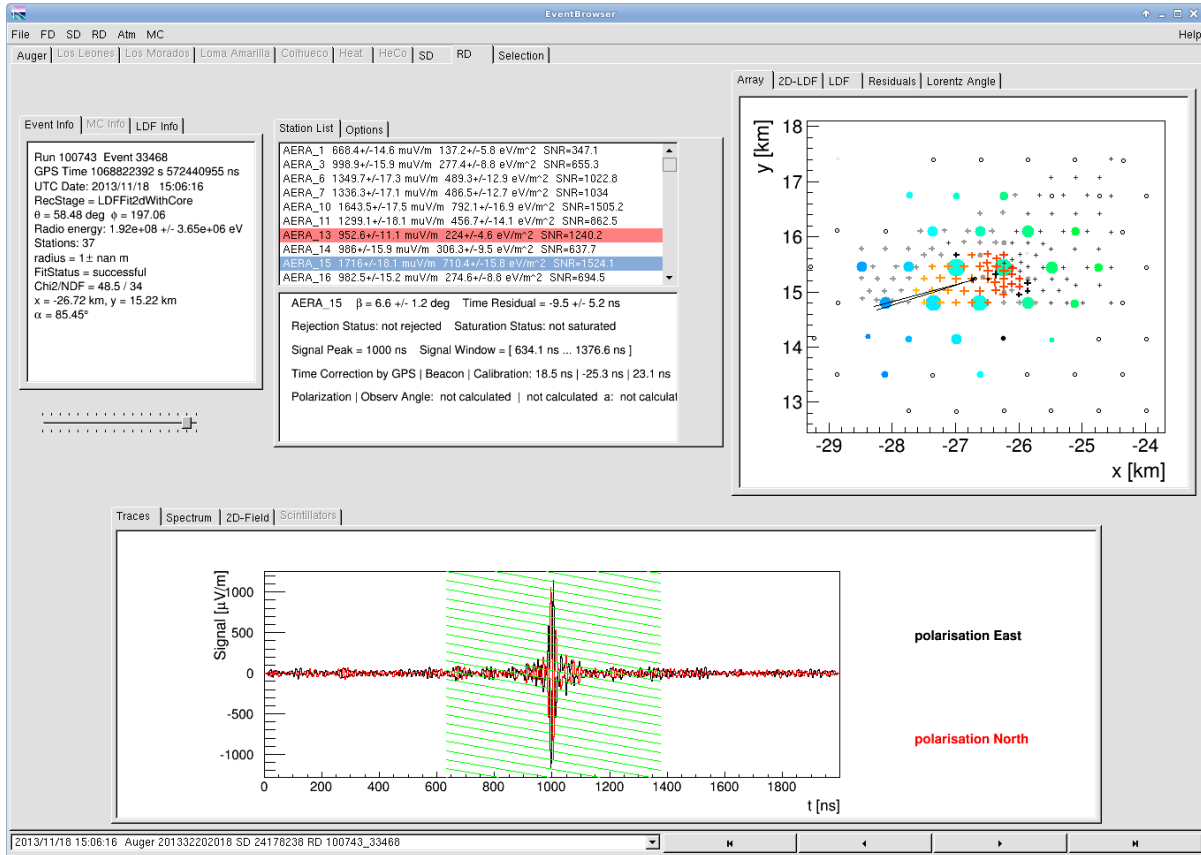 EventBrowser
File FD SD RD Atm MC Help
Auger Los Leones Los Morados Loma Amarilla Coihueco Heat HeCo SD RD Selection
Event Info MC Info LDF Info
Run 100743 Event 33468
GPS Time 1068822392 s 572440955 ns
UTC Date: 2013/11/18 15:06:16
RecStage = LDFFit2dWithCore
θ = 58.48 deg ϕ = 197.06
Radio energy: 1.92e+08 +/- 3.65e+06 eV
Stations: 37
radius = 1± nan m
FitStatus = successful
Chi2/NDF = 48.5 / 34
x = -26.72 km, y = 15.22 km
α = 85.45°
Station List Options
AERA_1 668.4+/-14.6 muV/m 137.2+/-5.8 eV/m^2 SNR=347.1
AERA_3 998.9+/-15.9 muV/m 277.4+/-8.8 eV/m^2 SNR=655.3
AERA_6 1349.7+/-17.3 muV/m 489.3+/-12.9 eV/m^2 SNR=1022.8
AERA_7 1336.3+/-17.1 muV/m 486.5+/-12.7 eV/m^2 SNR=1034
AERA_10 1643.5+/-17.5 muV/m 792.1+/-16.9 eV/m^2 SNR=1505.2
AERA_11 1299.1+/-18.1 muV/m 456.7+/-14.1 eV/m^2 SNR=862.5
AERA_13 952.6+/-11.1 muV/m 224+/-4.6 eV/m^2 SNR=1240.2
AERA_14 986+/-15.9 muV/m 306.3+/-9.5 eV/m^2 SNR=637.7
AERA_15 1716+/-18.1 muV/m 710.4+/-15.8 eV/m^2 SNR=1524.1
AERA_16 982.5+/-15.2 muV/m 274.6+/-8.8 eV/m^2 SNR=694.5
AERA_15 β = 6.6 +/- 1.2 deg Time Residual = -9.5 +/- 5.2 ns
Rejection Status: not rejected Saturation Status: not saturated
Signal Peak = 1000 ns Signal Window = [ 634.1 ns ... 1376.6 ns ]
Time Correction by GPS | Beacon | Calibration: 18.5 ns | -25.3 ns | 23.1 ns
Polarization | Observ Angle: not calculated | not calculated a: not calculat
Array 2D-LDF LDF Residuals Lorentz Angle
y [km]
18
17
16
15
14
13
-29 -28 -27 -26 -25 -24
x [km]
Traces Spectrum 2D-Field Scintillators
Signal [μV/m]
1000
500
0
-500
-1000
0 200 400 600 800 1000 1200 1400 1600 1800
t [ns]
polarisation East
polarisation North
2013/11/18 15:06:16 Auger 201332202018 SD 24178238 RD 100743_33468